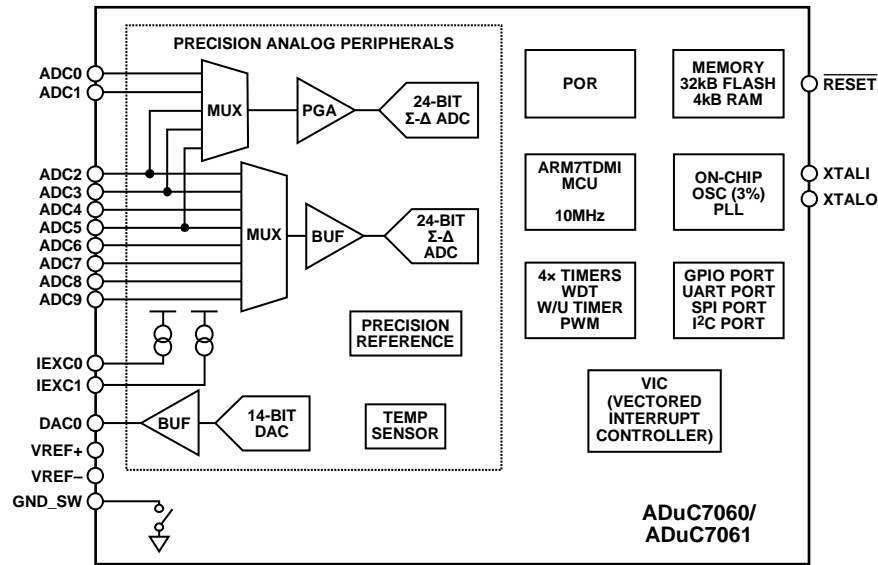 PRECISION ANALOG PERIPHERALS
ADC0
ADC1
MUX
PGA
24-BIT
Σ-Δ ADC
ADC2
ADC3
ADC4
ADC5
ADC6
ADC7
ADC8
ADC9
MUX
BUF
24-BIT
Σ-Δ
ADC
PRECISION
REFERENCE
IEXC0
IEXC1
DAC0
BUF
14-BIT
DAC
TEMP
SENSOR
VREF+
VREF–
GND_SW
POR
MEMORY
32kB FLASH
4kB RAM
RESET
ARM7TDMI
MCU
10MHz
ON-CHIP
OSC (3%)
PLL
XTALI
XTALO
4× TIMERS
WDT
W/U TIMER
PWM
GPIO PORT
UART PORT
SPI PORT
I²C PORT
VIC
(VECTORED
INTERRUPT
CONTROLLER)
ADuC7060/
ADuC7061